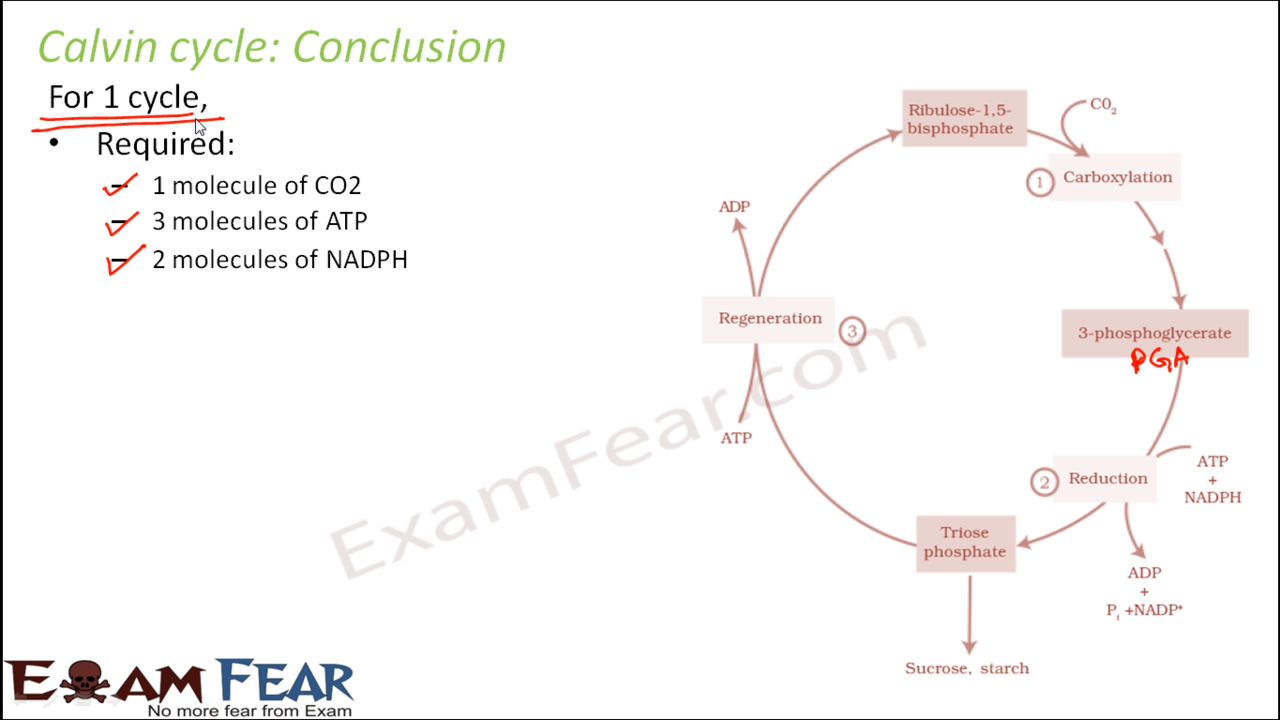 Calvin cycle: Conclusion
For 1 cycle,
• Required:
– 1 molecule of CO2
– 3 molecules of ATP
– 2 molecules of NADPH
Ribulose-1,5-
bisphosphate
CO₂
1
Carboxylation
ADP
Regeneration
3
3-phosphoglycerate
PGA
ATP
2
Reduction
ATP
+
NADPH
Triose
phosphate
ADP
+
Pᵢ +NADP⁺
Sucrose, starch
ExamFear.com
EXAM FEAR
No more fear from Exam